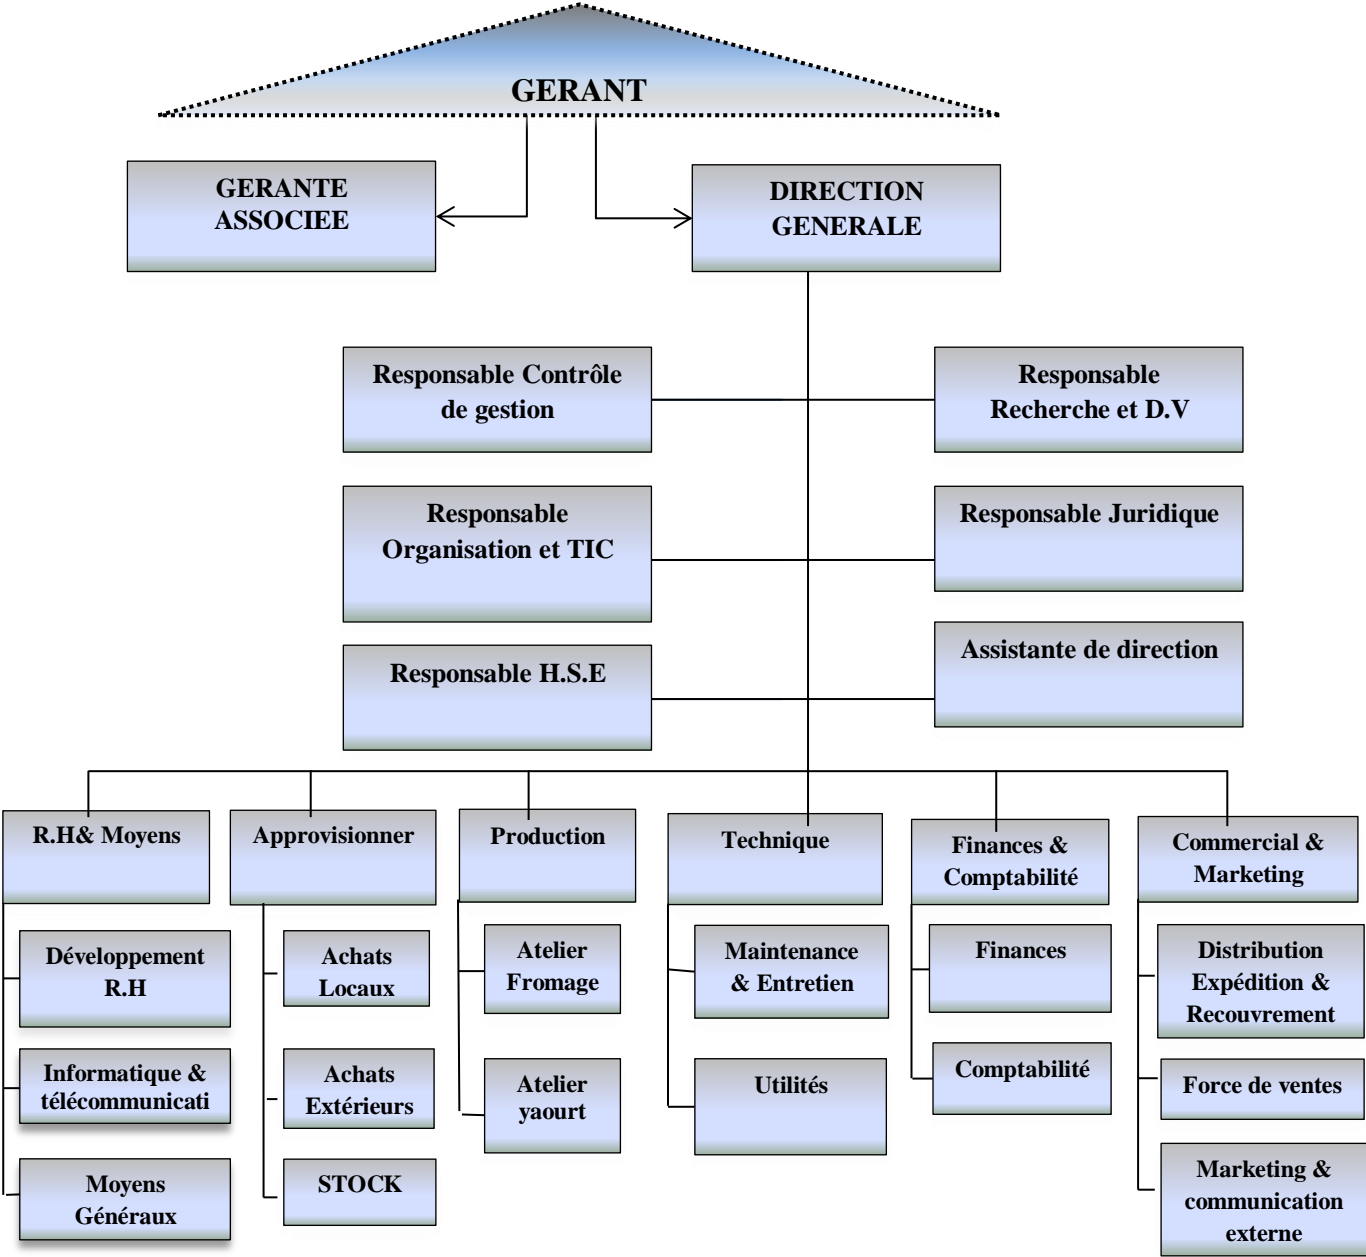 GERANT
GERANTE
ASSOCIEE
DIRECTION
GENERALE
Responsable Contrôle
de gestion
Responsable
Recherche et D.V
Responsable
Organisation et TIC
Responsable Juridique
Responsable H.S.E
Assistante de direction
R.H& Moyens
Approvisionner
Production
Technique
Finances &
Comptabilité
Commercial &
Marketing
Développement
R.H
Informatique &
télécommunicati
Moyens
Généraux
Achats
Locaux
Achats
Extérieurs
STOCK
Atelier
Fromage
Atelier
yaourt
Maintenance
& Entretien
Utilités
Finances
Comptabilité
Distribution
Expédition &
Recouvrement
Force de ventes
Marketing &
communication
externe